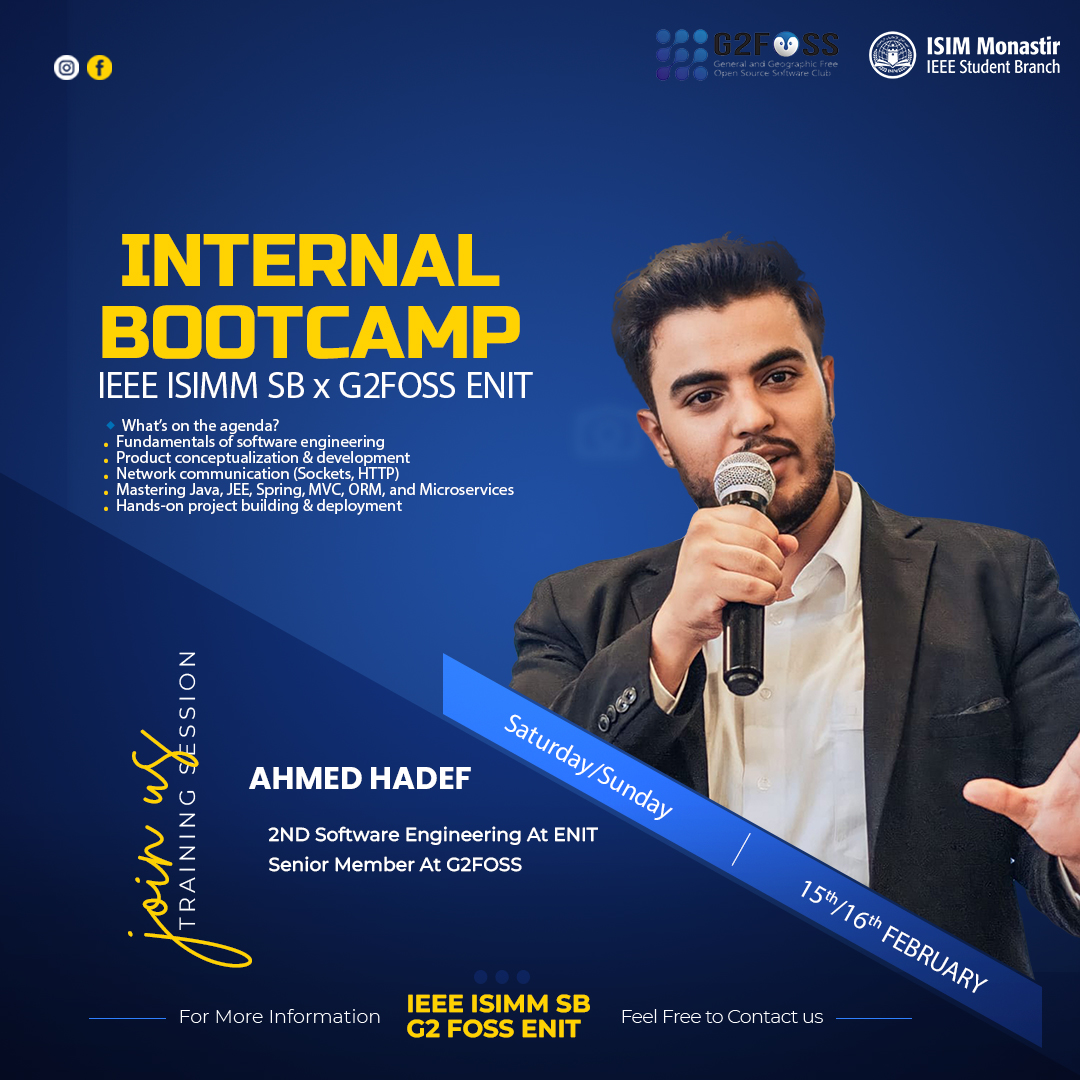 G2FOSS
General and Geographic Free
Open Source Software Club
ISIM Monastir
IEEE Student Branch
INTERNAL
BOOTCAMP
IEEE ISIMM SB x G2FOSS ENIT
What's on the agenda?
Fundamentals of software engineering
Product conceptualization & development
Network communication (Sockets, HTTP)
Mastering Java, JEE, Spring, MVC, ORM, and Microservices
Hands-on project building & deployment
join us
TRAINING SESSION
AHMED HADEF
2ND Software Engineering At ENIT
Senior Member At G2FOSS
Saturday/Sunday
15th/16th FEBRUARY
For More Information
IEEE ISIMM SB
G2 FOSS ENIT
Feel Free to Contact us